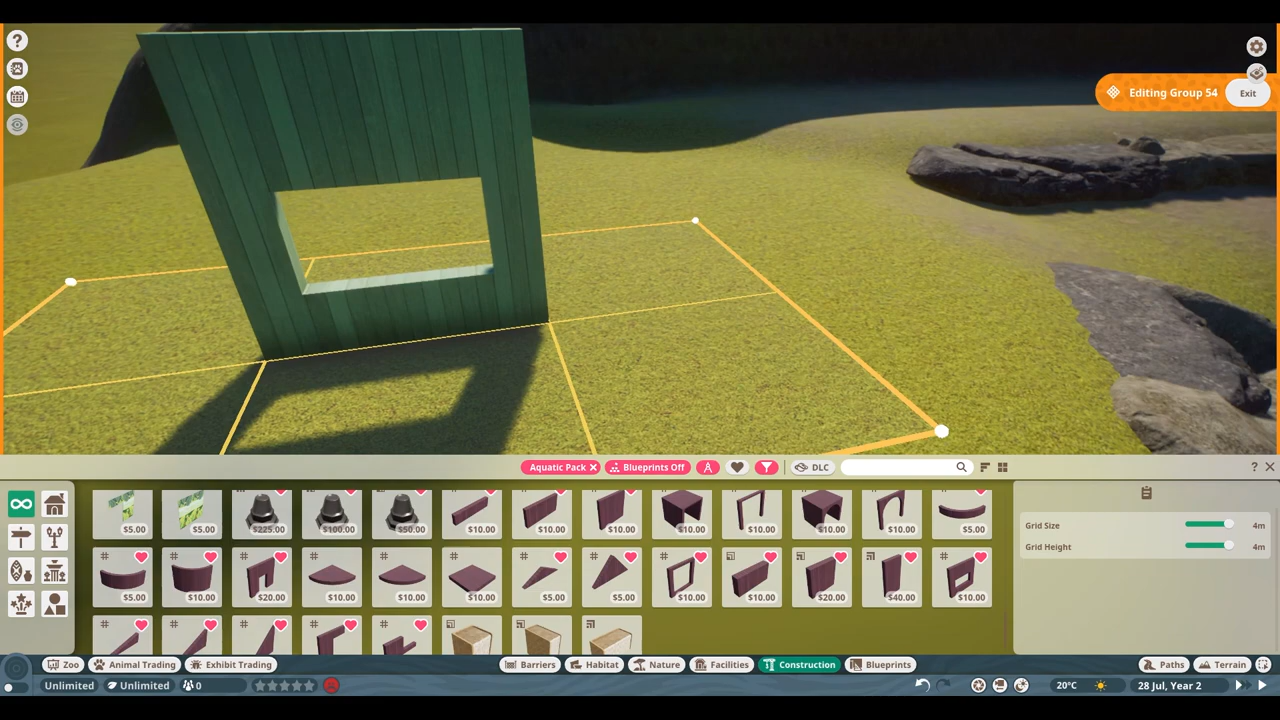 ?
Editing Group 54
Exit
Aquatic Pack ✕
Blueprints Off
DLC
? ✕
$5.00
$5.00
$225.00
$100.00
$50.00
$10.00
$10.00
$10.00
$10.00
$10.00
$10.00
$10.00
$5.00
Grid Size 4m
Grid Height 4m
$5.00
$10.00
$20.00
$10.00
$10.00
$10.00
$5.00
$5.00
$10.00
$10.00
$20.00
$40.00
$10.00
Zoo
Animal Trading
Exhibit Trading
Barriers
Habitat
Nature
Facilities
Construction
Blueprints
Paths
Terrain
Unlimited
Unlimited
0
20°C
28 Jul, Year 2